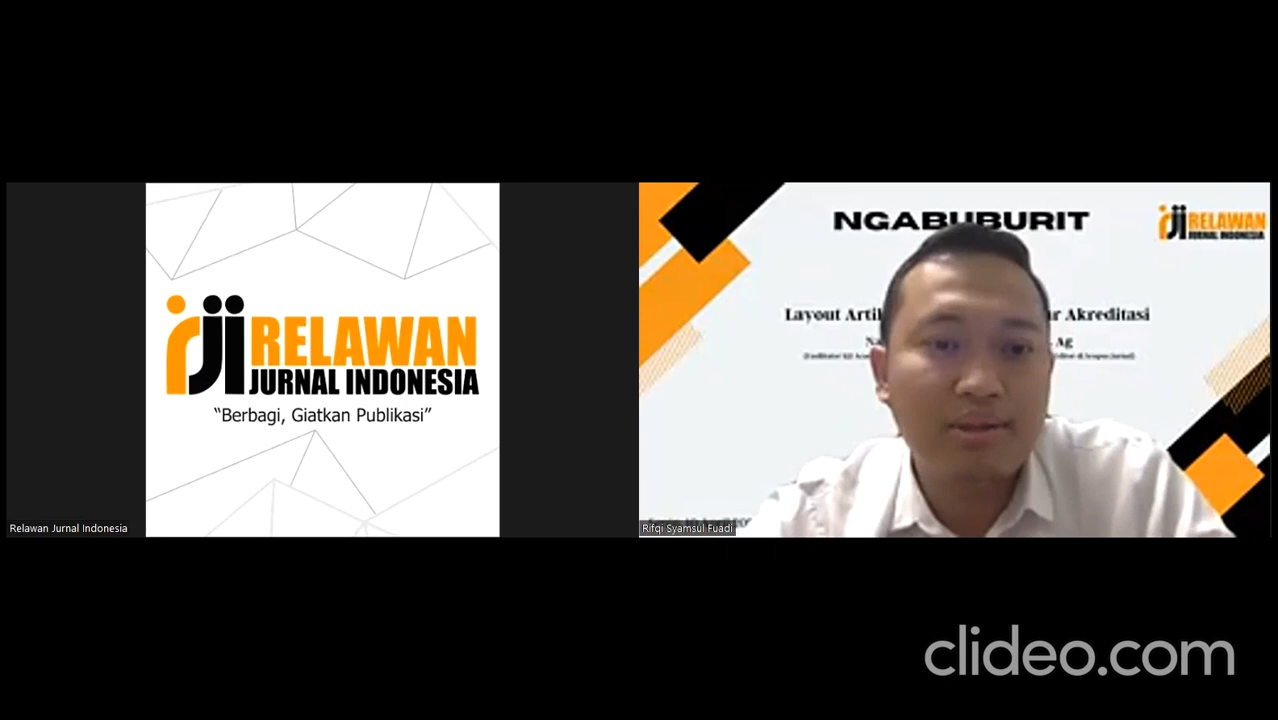 RELAWAN
JURNAL INDONESIA
“Berbagi, Giatkan Publikasi”
Relawan Jurnal Indonesia
NGABUBURIT
RELAWAN
JURNAL INDONESIA
Layout Arti
r Akreditasi
Ag
Rifqi Syamsul Fuadi
clideo.com